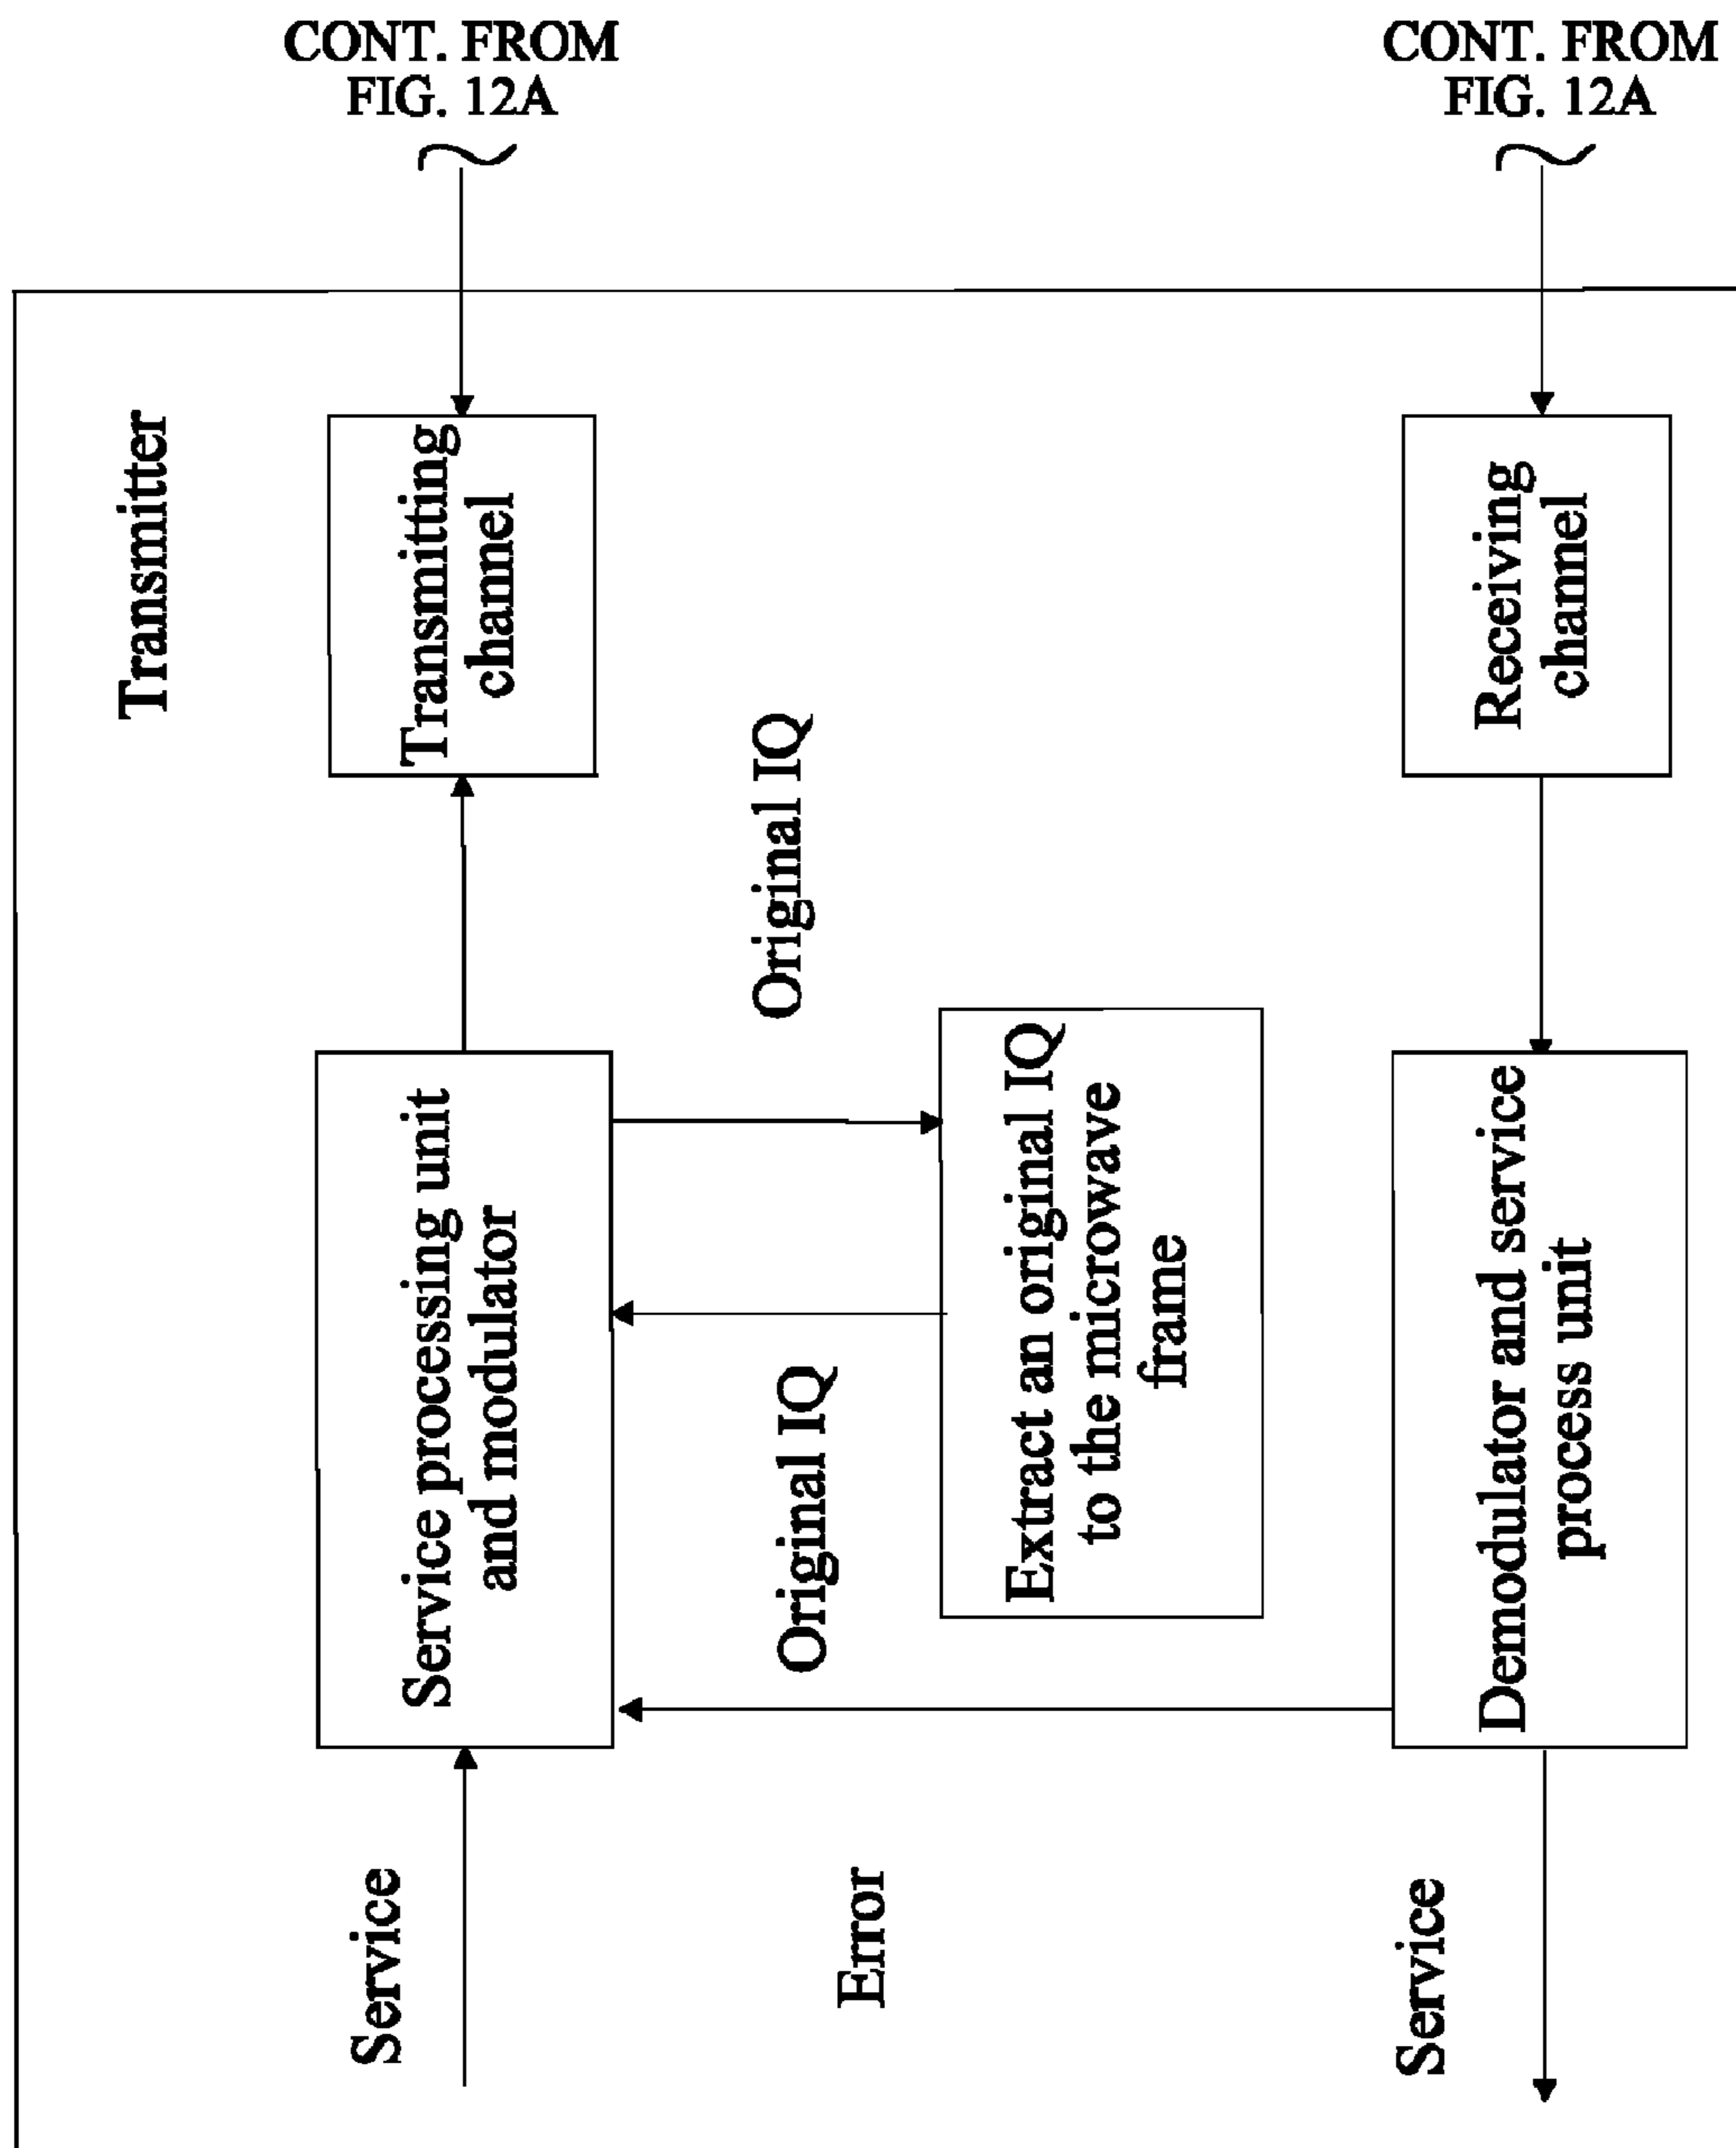 CONT. FROM
FIG. 12A
CONT. FROM
FIG. 12A
Transmitter
Transmitting
channel
Receiving
channel
Original IQ
Service processing unit
and modulator
Original IQ
Extract an original IQ
to the microwave
frame
Demodulator and service
process unit
Service
Error
Service